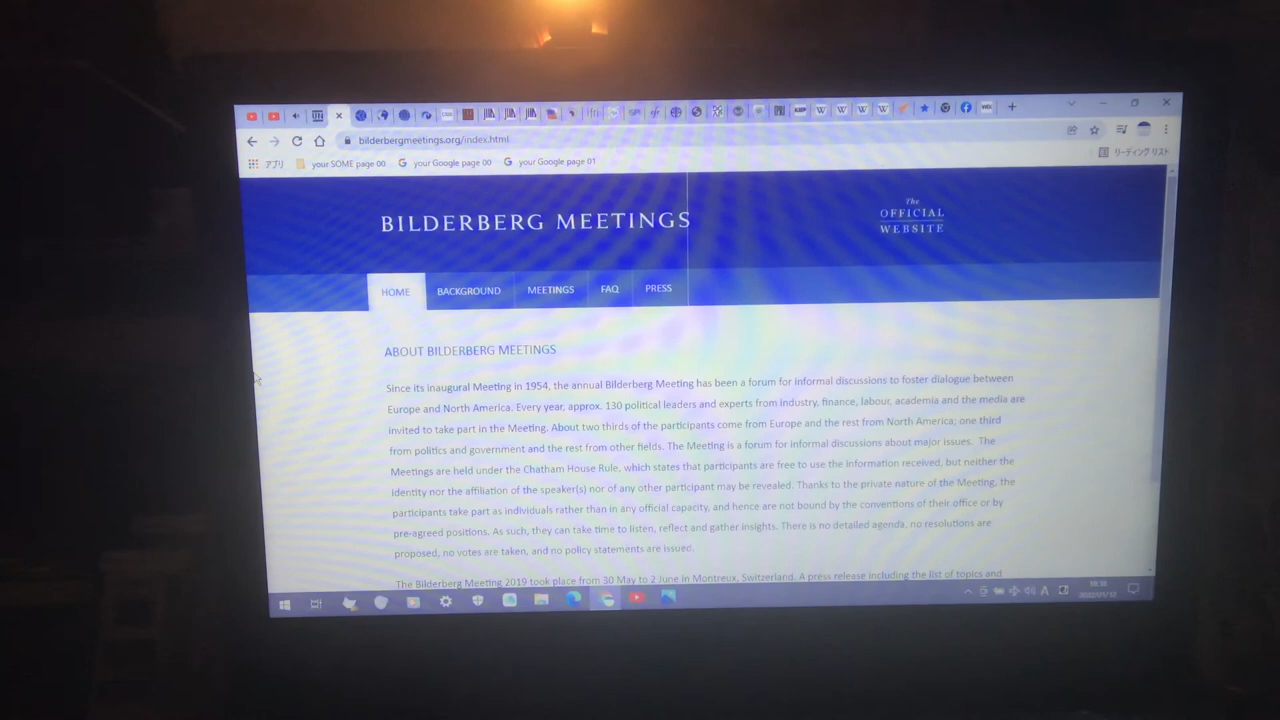 bilderbergmeetings.org/index.html
アプリ your SOME page 00 your Google page 00 your Google page 01 リーディング リスト
BILDERBERG MEETINGS
The
OFFICIAL
WEBSITE
HOME BACKGROUND MEETINGS FAQ PRESS
ABOUT BILDERBERG MEETINGS
Since its inaugural Meeting in 1954, the annual Bilderberg Meeting has been a forum for informal discussions to foster dialogue between
Europe and North America. Every year, approx. 130 political leaders and experts from industry, finance, labour, academia and the media are
invited to take part in the Meeting. About two thirds of the participants come from Europe and the rest from North America; one third
from politics and government and the rest from other fields. The Meeting is a forum for informal discussions about major issues. The
Meetings are held under the Chatham House Rule, which states that participants are free to use the information received, but neither the
identity nor the affiliation of the speaker(s) nor of any other participant may be revealed. Thanks to the private nature of the Meeting, the
participants take part as individuals rather than in any official capacity, and hence are not bound by the conventions of their office or by
pre-agreed positions. As such, they can take time to listen, reflect and gather insights. There is no detailed agenda, no resolutions are
proposed, no votes are taken, and no policy statements are issued.
The Bilderberg Meeting 2019 took place from 30 May to 2 June in Montreux, Switzerland. A press release including the list of topics and
A